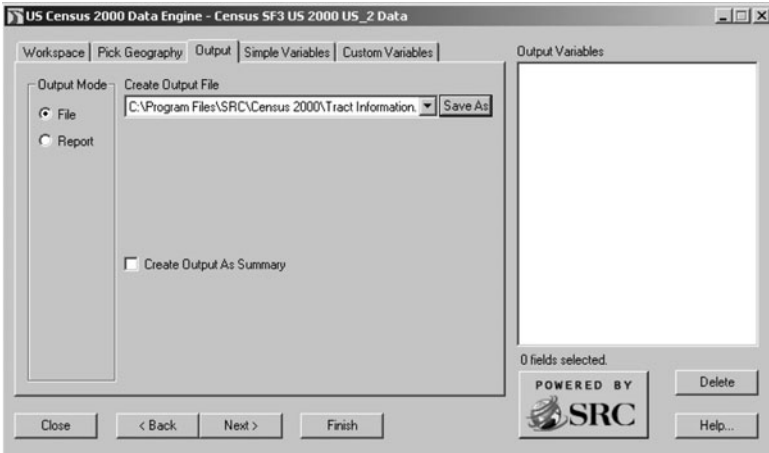 US Census 2000 Data Engine - Census SF3 US 2000 US_2 Data
Workspace
Pick Geography
Output
Simple Variables
Custom Variables
Output Variables
Output Mode
File
Report
Create Output File
C:\Program Files\SRC\Census 2000\Tract Information.
Save As
Create Output As Summary
0 fields selected.
POWERED BY
SRC
Delete
Close
< Back
Next >
Finish
Help...